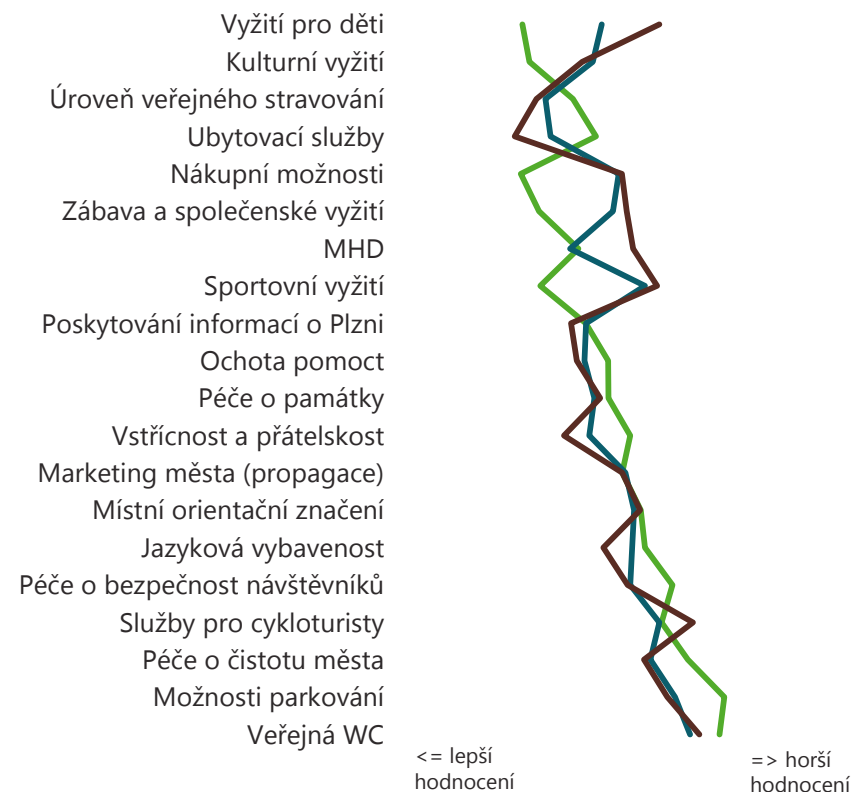 Vyžití pro děti
Kulturní vyžití
Úroveň veřejného stravování
Ubytovací služby
Nákupní možnosti
Zábava a společenské vyžití
MHD
Sportovní vyžití
Poskytování informací o Plzni
Ochota pomoct
Péče o památky
Vstřícnost a přátelskost
Marketing města (propagace)
Místní orientační značení
Jazyková vybavenost
Péče o bezpečnost návštěvníků
Služby pro cykloturisty
Péče o čistotu města
Možnosti parkování
Veřejná WC
<= lepší
hodnocení
=> horší
hodnocení